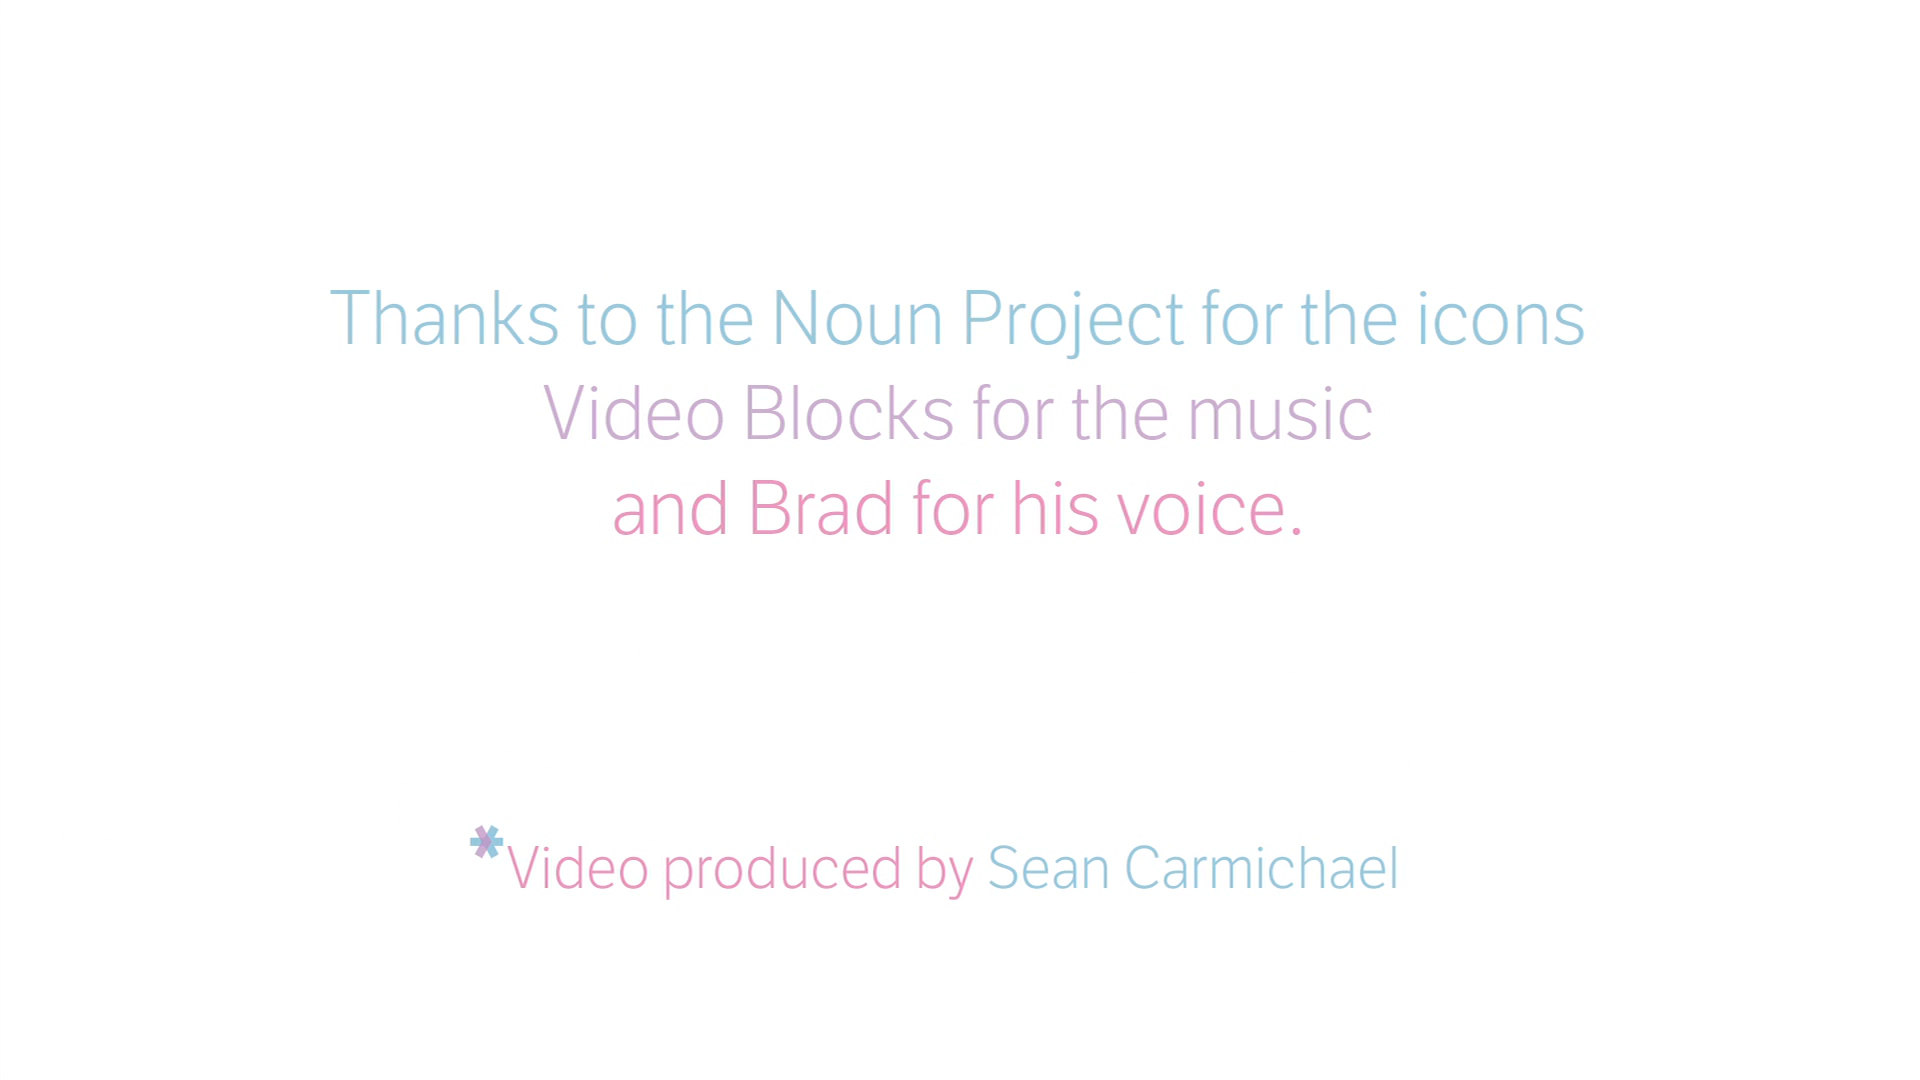 Thanks to the Noun Project for the icons
Video Blocks for the music
and Brad for his voice.
*Video produced by Sean Carmichael